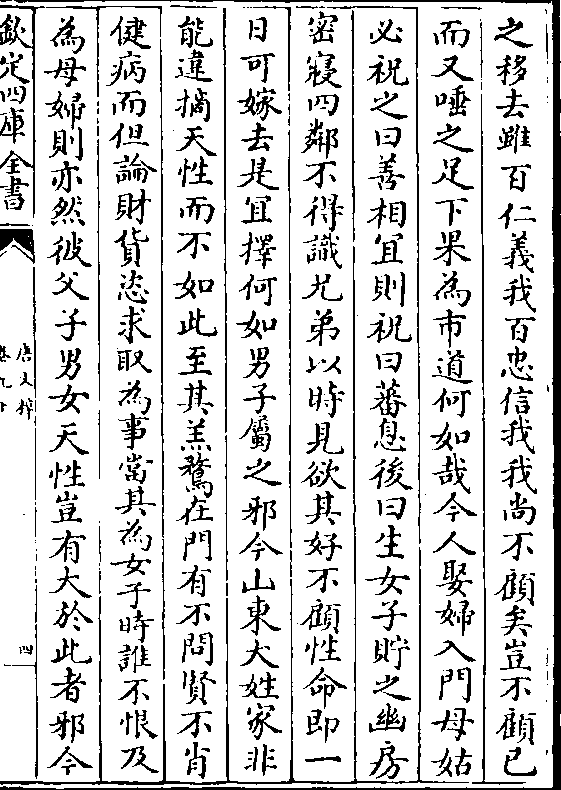 之移去雖百仁義我百忠信我我尚不顧矣豈不顧已
而又唾之足下果為市道何如哉今人娶婦入門母姑
必祝之曰善相宜則祝曰蕃息後曰生女子貯之幽房
密寢四鄰不得識兄弟以時見欲其好不顧性命即一
日可嫁去是宜擇何如男子屬之邪今山東大姓家非
能違摘天性而不如此至其羔鶩在門有不問賢不肖
健病而但論財貨恣求取為事當其為女子時誰不恨及
為母婦則亦然彼父子男女天性豈有大於此者邪今
欽定四庫全書
唐文粹
卷九十
四